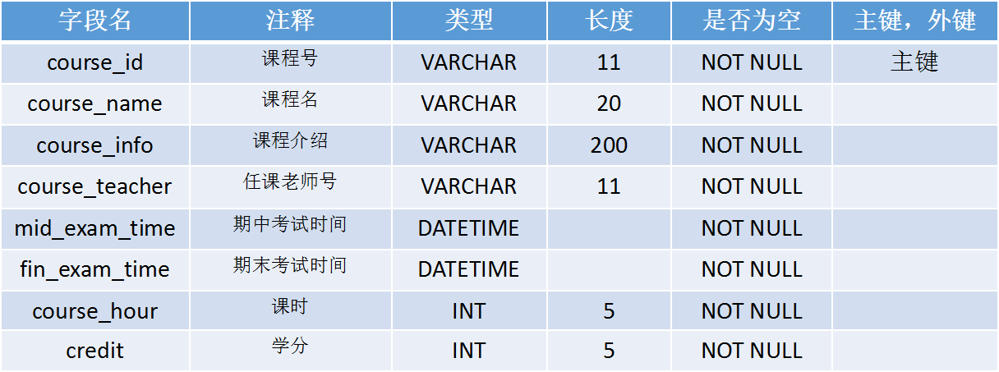 字段名 注释 类型 长度 是否为空 主键，外键
course_id 课程号 VARCHAR 11 NOT NULL 主键
course_name 课程名 VARCHAR 20 NOT NULL
course_info 课程介绍 VARCHAR 200 NOT NULL
course_teacher 任课老师号 VARCHAR 11 NOT NULL
mid_exam_time 期中考试时间 DATETIME NOT NULL
fin_exam_time 期末考试时间 DATETIME NOT NULL
course_hour 课时 INT 5 NOT NULL
credit 学分 INT 5 NOT NULL